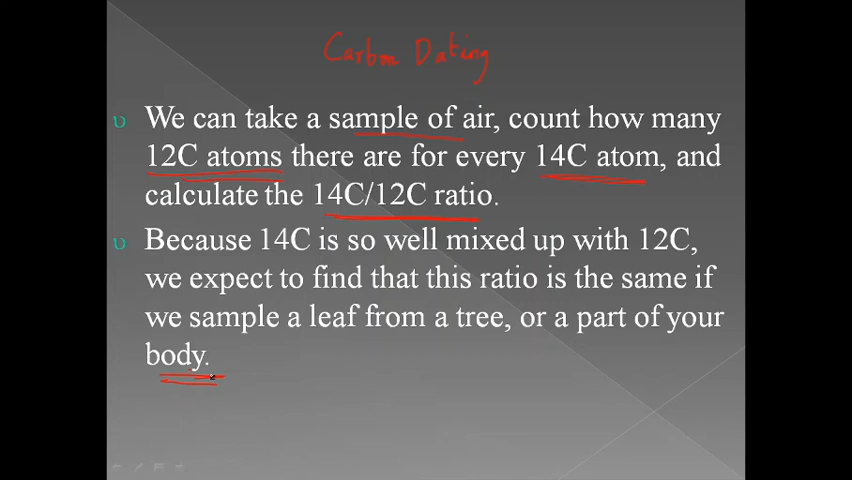 Carbon Dating
We can take a sample of air, count how many
12C atoms there are for every 14C atom, and
calculate the 14C/12C ratio.
Because 14C is so well mixed up with 12C,
we expect to find that this ratio is the same if
we sample a leaf from a tree, or a part of your
body.